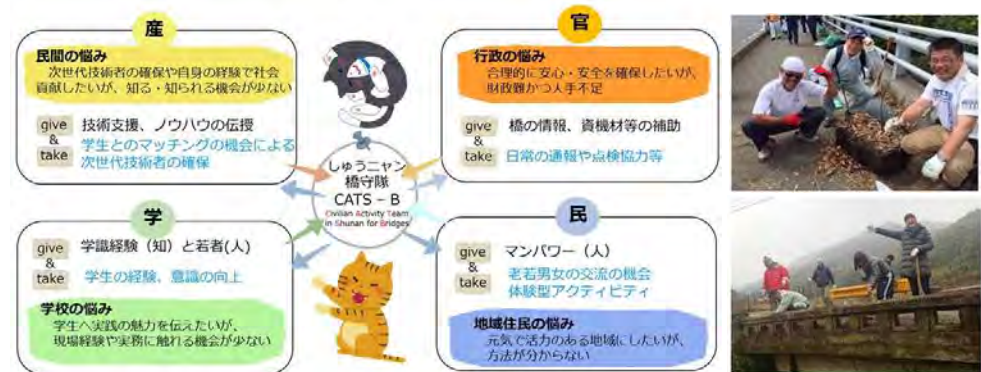 産
民間の悩み
次世代技術者の確保や自身の経験で社会
貢献したいが、知る・知られる機会が少ない
give
&
take
技術支援、ノウハウの伝授
学生とのマッチングの機会による
次世代技術者の確保
官
行政の悩み
合理的に安心・安全を確保したいが、
財政難かつ人手不足
give
&
take
橋の情報、資機材等の補助
日常の通報や点検協力等
しゅうニャン
橋守隊
CATS – B
Civilian Activity Team
in Shunan for Bridges
学
give
&
take
学識経験（知）と若者(人)
学生の経験、意識の向上
学校の悩み
学生へ実践の魅力を伝えたいが、
現場経験や実務に触れる機会が少ない
民
give
&
take
マンパワー（人）
老若男女の交流の機会
体験型アクティビティ
地域住民の悩み
元気で活力のある地域にしたいが、
方法が分からない